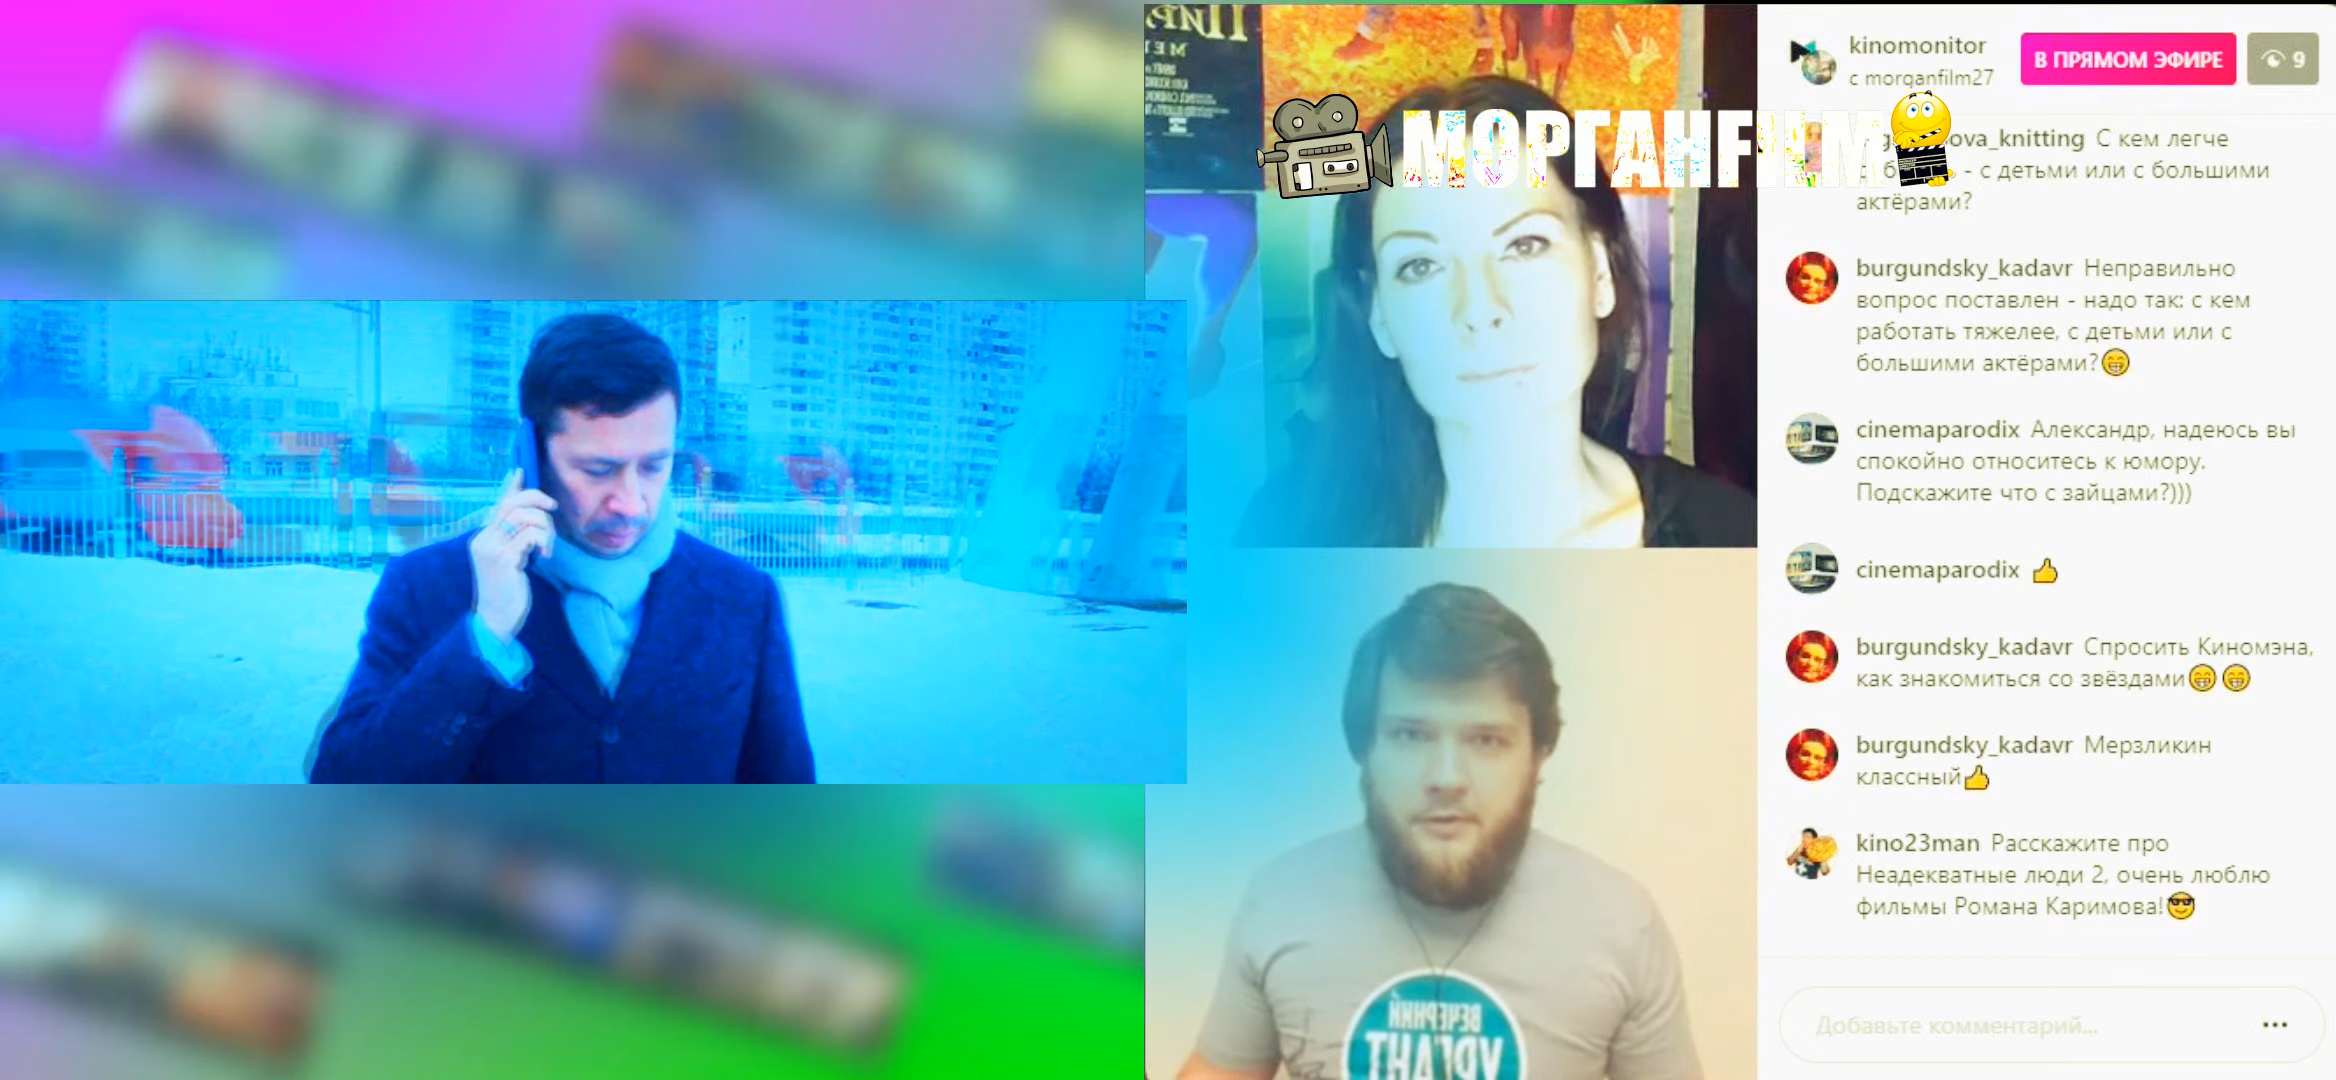 kinomonitor
с morganfilm27
В ПРЯМОМ ЭФИРЕ
9
МОРГАНFILM
ova_knitting С кем легче
- с детьми или с большими
актёрами?
burgundsky_kadavr Неправильно
вопрос поставлен - надо так: с кем
работать тяжелее, с детьми или с
большими актёрами?😁
cinemaparodix Александр, надеюсь вы
спокойно относитесь к юмору.
Подскажите что с зайцами?)))
cinemaparodix 👍
burgundsky_kadavr Спросить Киномэна,
как знакомиться со звёздами😁😁
burgundsky_kadavr Мерзликин
классный👍
kino23man Расскажите про
Неадекватные люди 2, очень люблю
фильмы Романа Каримова!😎
Добавьте комментарий...
ВЕЧЕРНИЙ
УРГАНТ